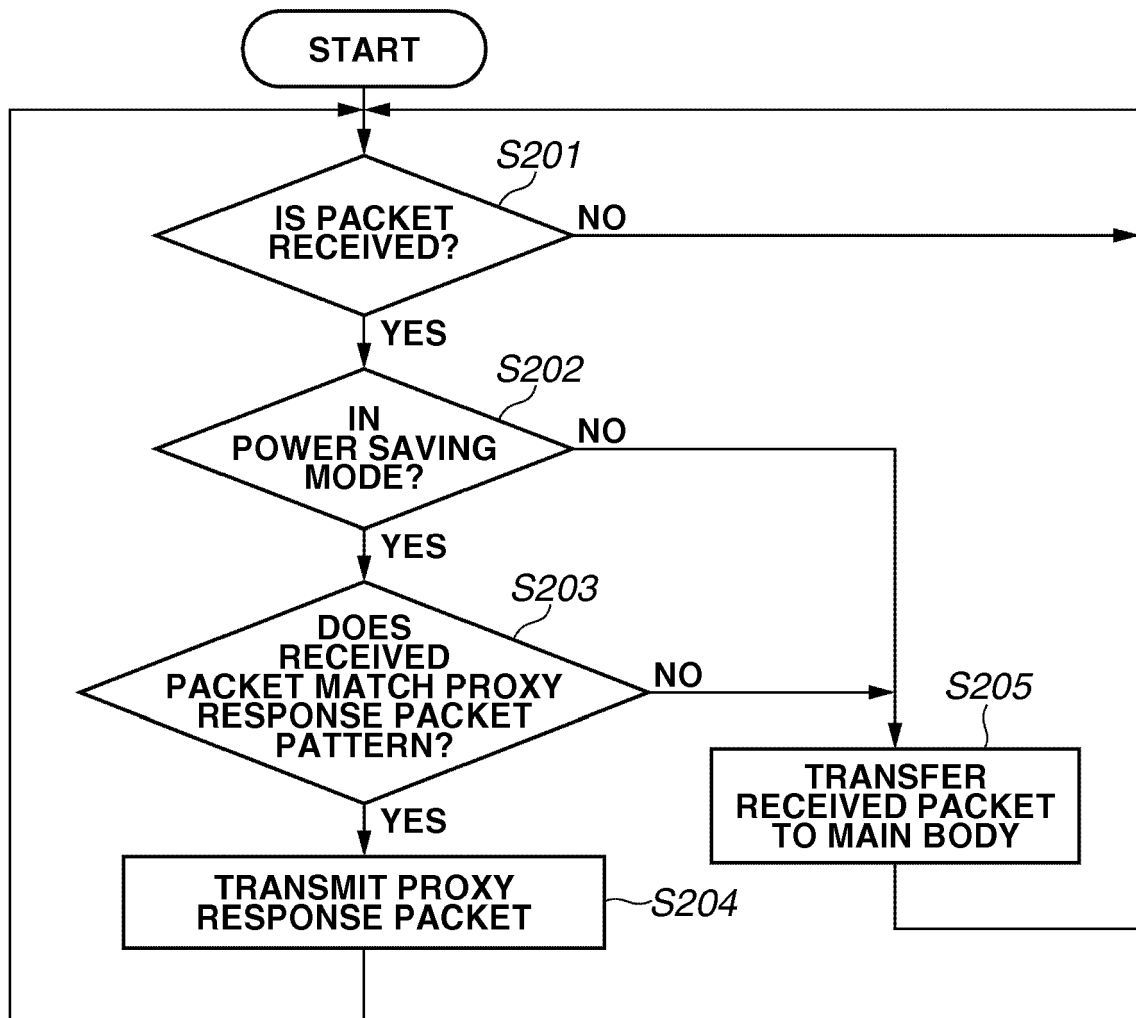 START
S201
IS PACKET
RECEIVED?
NO
YES
S202
IN
POWER SAVING
MODE?
NO
YES
S203
DOES
RECEIVED
PACKET MATCH PROXY
RESPONSE PACKET
PATTERN?
NO
YES
S205
TRANSFER
RECEIVED PACKET
TO MAIN BODY
TRANSMIT PROXY
RESPONSE PACKET
S204